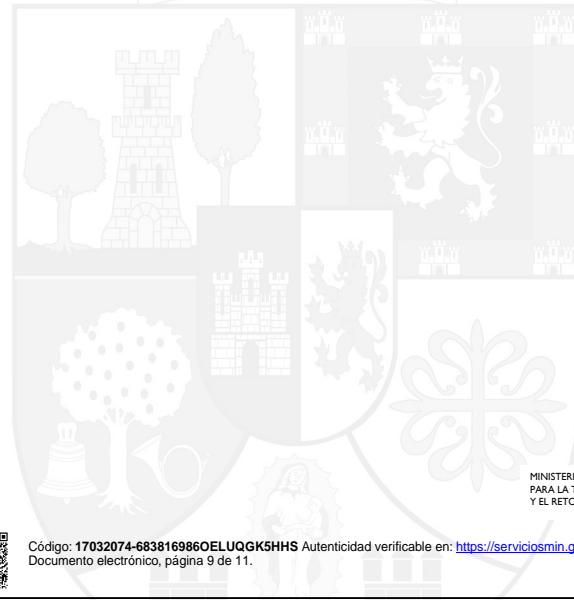 MINISTERI
PARA LA T
Y EL RETO
Código: 17032074-683816986OELUQGK5HHS Autenticidad verificable en: https://serviciosmin.g
Documento electrónico, página 9 de 11.